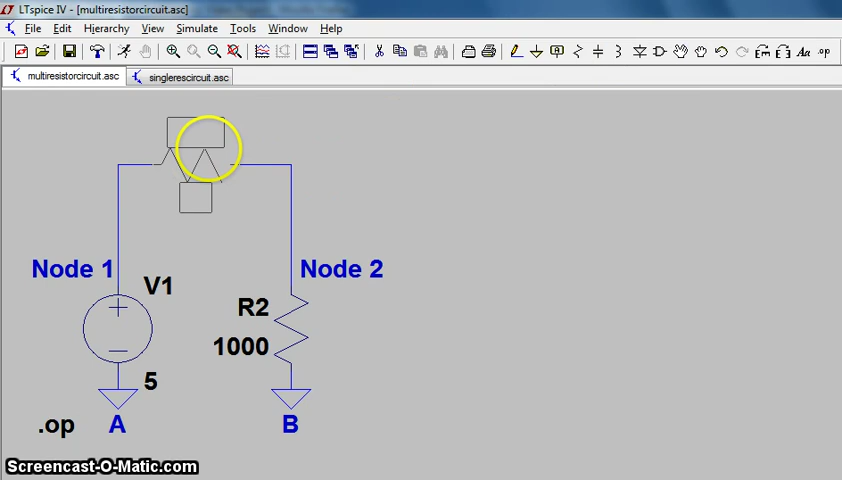 LTspice IV - [multiresistorcircuit.asc]
File Edit Hierarchy View Simulate Tools Window Help
.op
multiresistorcircuit.asc singlerescircuit.asc
Node 1
Node 2
V1
R2
1000
5
.op
A
B
Screencast-O-Matic.com